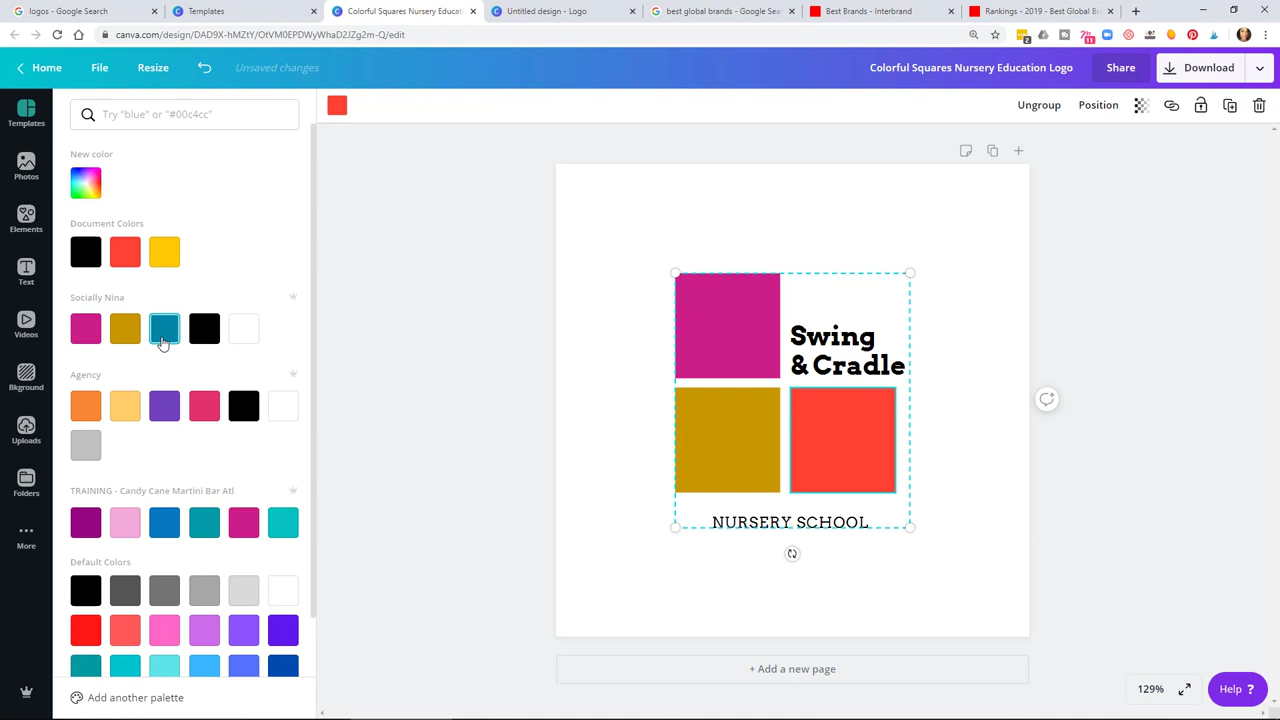 logos - Google Search
Templates
Colorful Squares Nursery Educat
Untitled design - Logo
best global brands - Google Sea
Best Brands - Interbrand
Rankings - 2019 - Best Global B
canva.com/design/DAD9X-hMZtY/OtVM0EPDWyWhaD2JZg2m-Q/edit
2
11
Home
File
Resize
Unsaved changes
Colorful Squares Nursery Education Logo
Share
Download
Templates
Photos
Elements
Text
Videos
Bkground
Uploads
Folders
More
Try "blue" or "#00c4cc"
New color
Document Colors
Socially Nina
Agency
TRAINING - Candy Cane Martini Bar Atl
Default Colors
Add another palette
Ungroup
Position
Swing
& Cradle
NURSERY SCHOOL
+ Add a new page
129%
Help ?